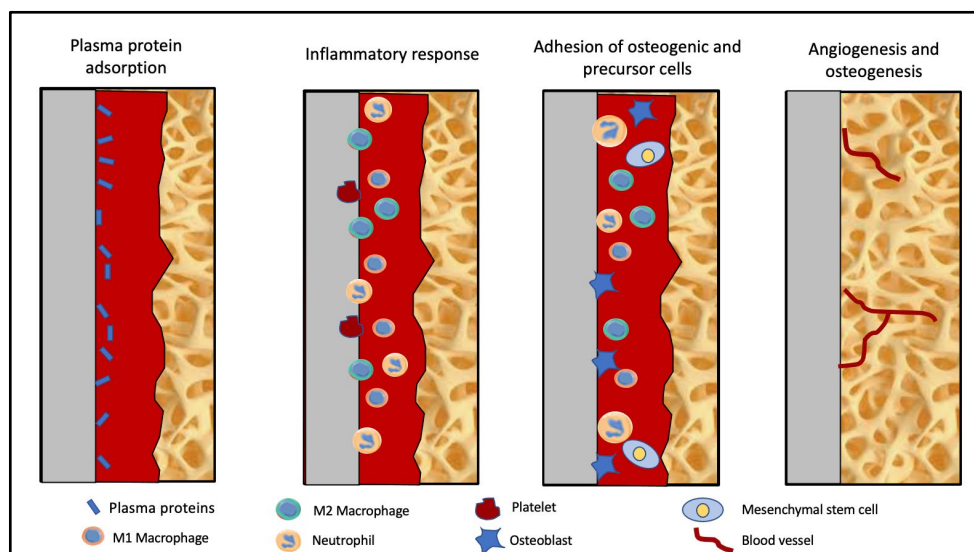 Plasma protein
adsorption
Inflammatory response
Adhesion of osteogenic and
precursor cells
Angiogenesis and
osteogenesis
Plasma proteins
M1 Macrophage
M2 Macrophage
Neutrophil
Platelet
Osteoblast
Mesenchymal stem cell
Blood vessel